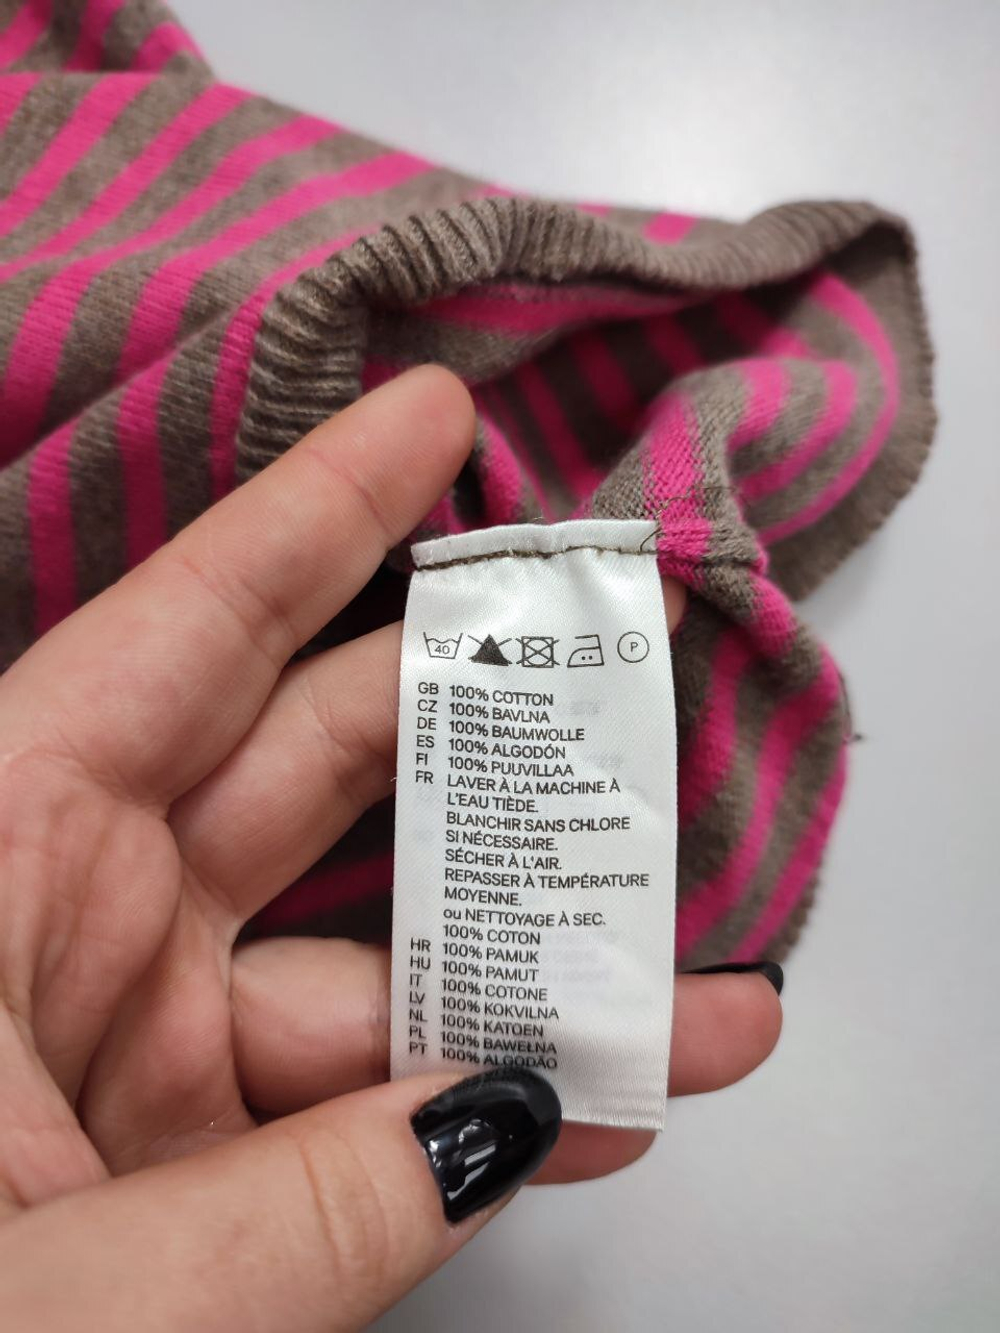 40 P
GB 100% COTTON
CZ 100% BAVLNA
DE 100% BAUMWOLLE
ES 100% ALGODÓN
FI 100% PUUVILLAA
FR LAVER À LA MACHINE À
L'EAU TIÈDE.
BLANCHIR SANS CHLORE
SI NÉCESSAIRE.
SÉCHER À L'AIR.
REPASSER À TEMPÉRATURE
MOYENNE.
ou NETTOYAGE À SEC.
100% COTON
HR 100% PAMUK
HU 100% PAMUT
IT 100% COTONE
LV 100% KOKVILNA
NL 100% KATOEN
PL 100% BAWEŁNA
PT 100% ALGODÃO